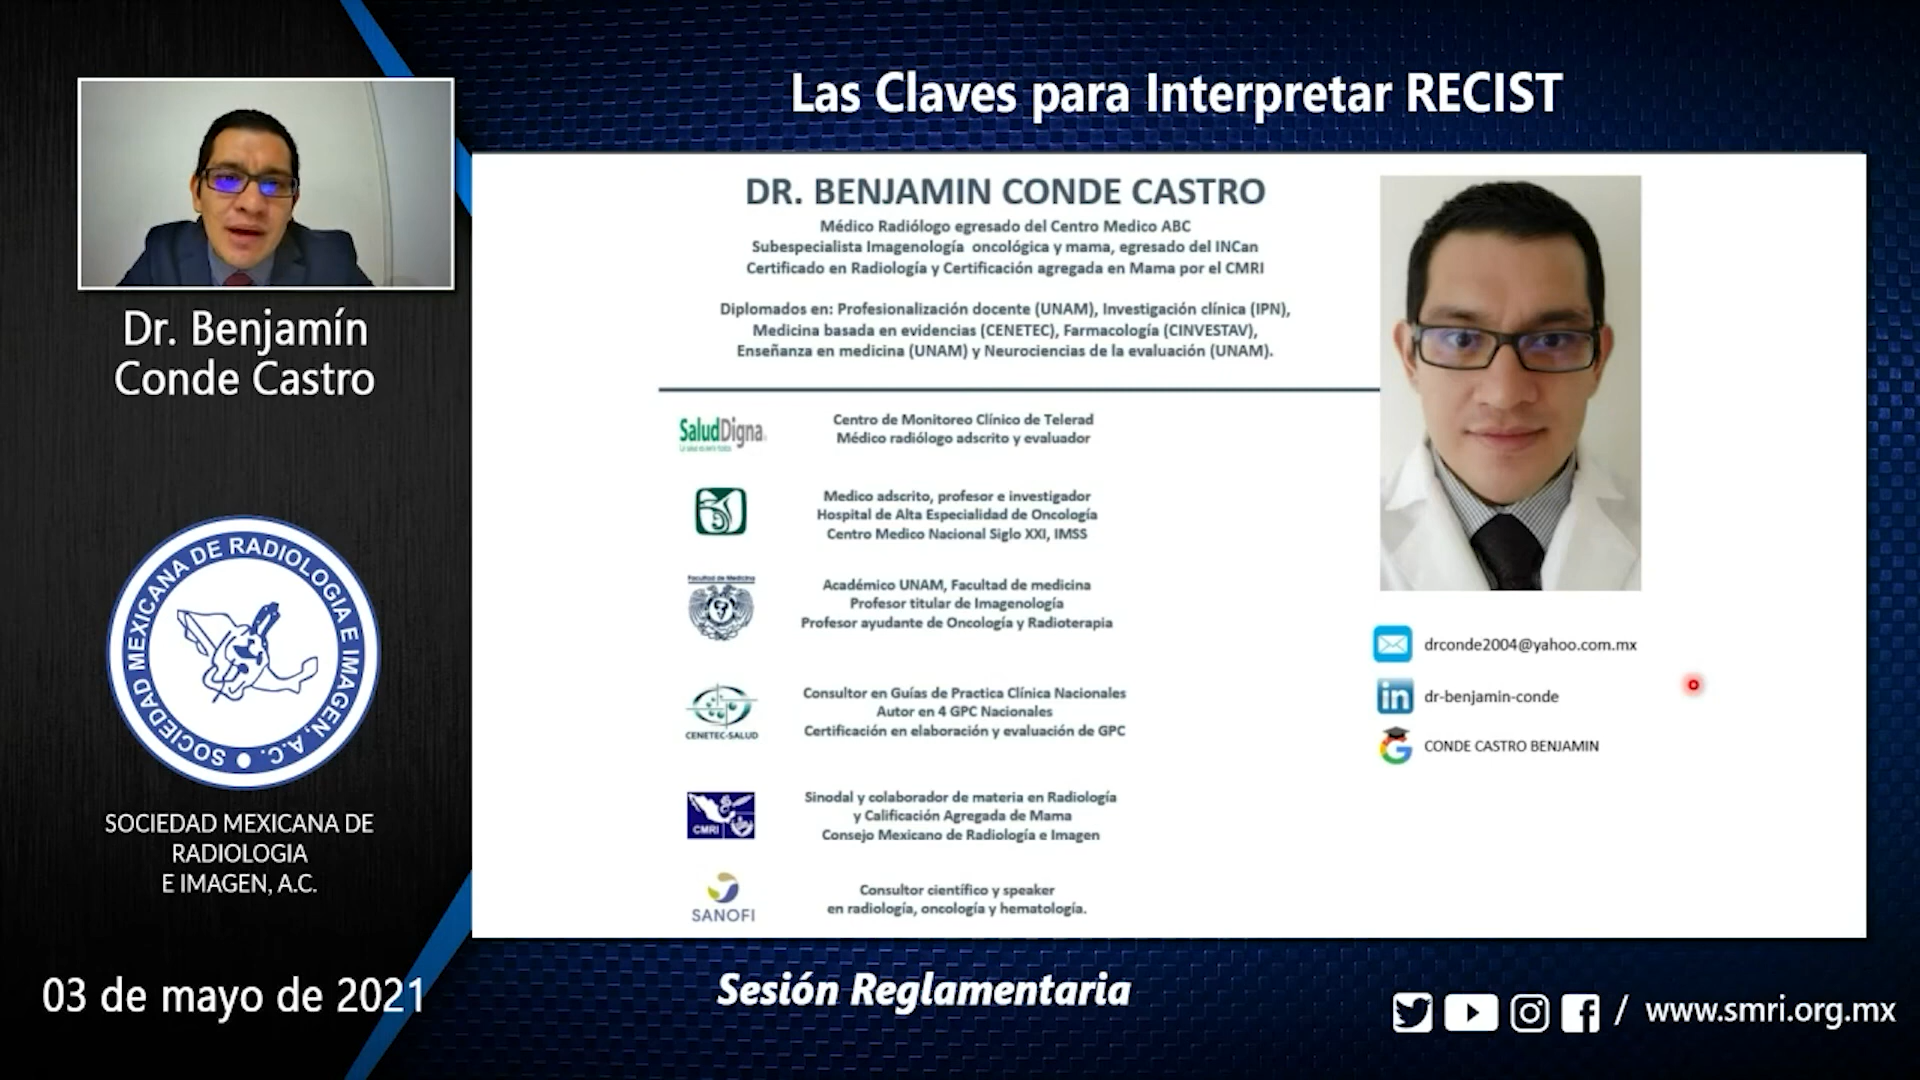 Las Claves para Interpretar RECIST
Dr. Benjamín
Conde Castro
SOCIEDAD MEXICANA DE RADIOLOGIA E IMAGEN, A.C.
SOCIEDAD MEXICANA DE
RADIOLOGIA
E IMAGEN, A.C.
03 de mayo de 2021
DR. BENJAMIN CONDE CASTRO
Médico Radiólogo egresado del Centro Medico ABC
Subespecialista Imagenología oncológica y mama, egresado del INCan
Certificado en Radiología y Certificación agregada en Mama por el CMRI
Diplomados en: Profesionalización docente (UNAM), Investigación clínica (IPN),
Medicina basada en evidencias (CENETEC), Farmacología (CINVESTAV),
Enseñanza en medicina (UNAM) y Neurociencias de la evaluación (UNAM).
SaludDigna
Centro de Monitoreo Clínico de Telerad
Médico radiólogo adscrito y evaluador
Medico adscrito, profesor e investigador
Hospital de Alta Especialidad de Oncología
Centro Medico Nacional Siglo XXI, IMSS
Facultad de Medicina
Académico UNAM, Facultad de medicina
Profesor titular de Imagenología
Profesor ayudante de Oncología y Radioterapia
CENETEC-SALUD
Consultor en Guías de Practica Clínica Nacionales
Autor en 4 GPC Nacionales
Certificación en elaboración y evaluación de GPC
CMRI
Sinodal y colaborador de materia en Radiología
y Calificación Agregada de Mama
Consejo Mexicano de Radiología e Imagen
SANOFI
Consultor científico y speaker
en radiología, oncología y hematología.
drconde2004@yahoo.com.mx
in dr-benjamin-conde
CONDE CASTRO BENJAMIN
Sesión Reglamentaria
/ www.smri.org.mx